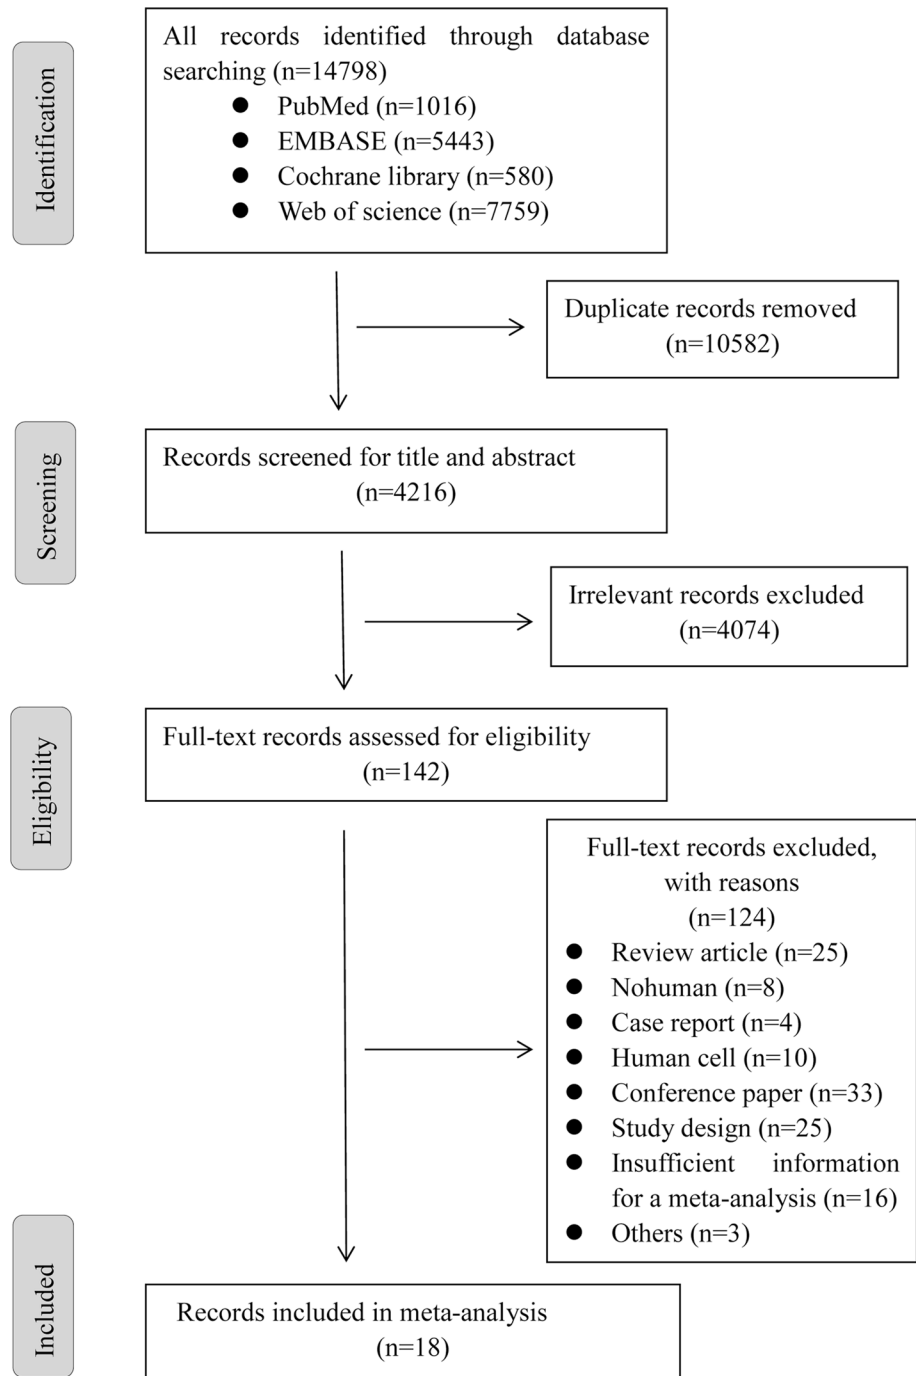 Identification
All records identified through database
searching (n=14798)
● PubMed (n=1016)
● EMBASE (n=5443)
● Cochrane library (n=580)
● Web of science (n=7759)
Duplicate records removed
(n=10582)
Screening
Records screened for title and abstract
(n=4216)
Irrelevant records excluded
(n=4074)
Eligibility
Full-text records assessed for eligibility
(n=142)
Full-text records excluded,
with reasons
(n=124)
● Review article (n=25)
● Nohuman (n=8)
● Case report (n=4)
● Human cell (n=10)
● Conference paper (n=33)
● Study design (n=25)
● Insufficient information
for a meta-analysis (n=16)
● Others (n=3)
Included
Records included in meta-analysis
(n=18)